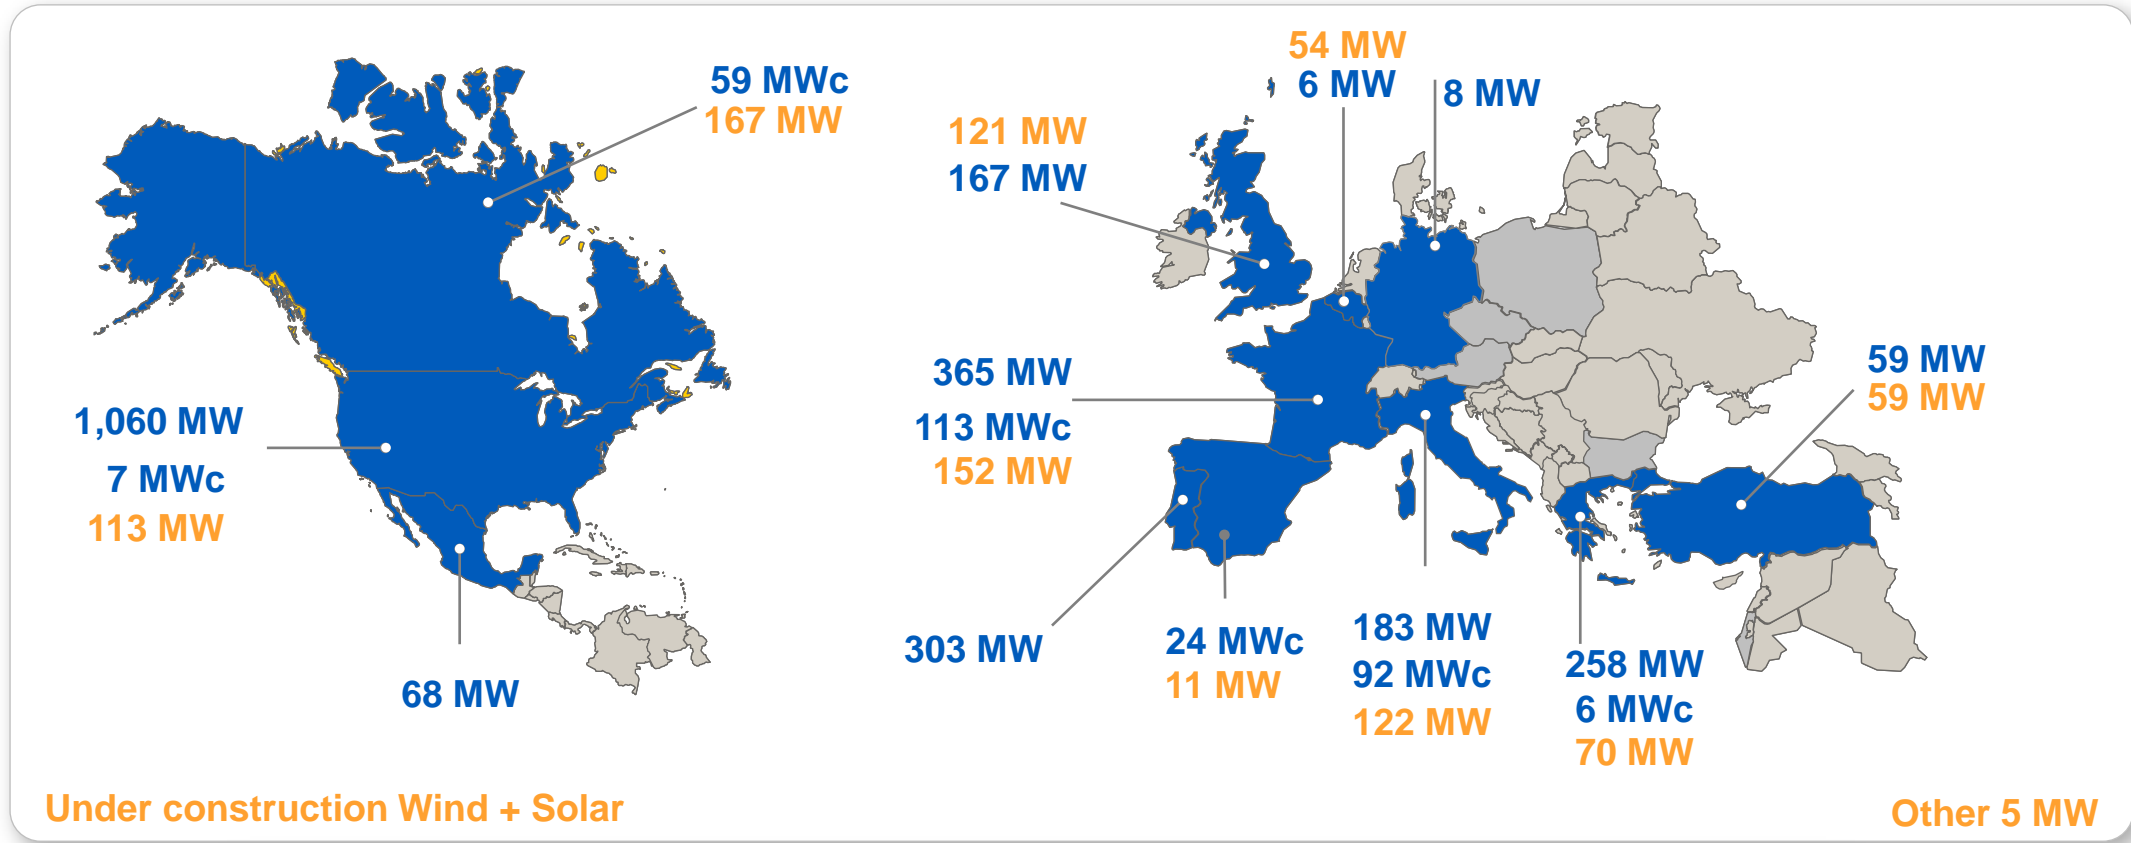 59 MWc
167 MW
1,060 MW
7 MWc
113 MW
68 MW
54 MW
6 MW
8 MW
121 MW
167 MW
365 MW
113 MWc
152 MW
59 MW
59 MW
303 MW
24 MWc
11 MW
183 MW
92 MWc
122 MW
258 MW
6 MWc
70 MW
Under construction Wind + Solar
Other 5 MW